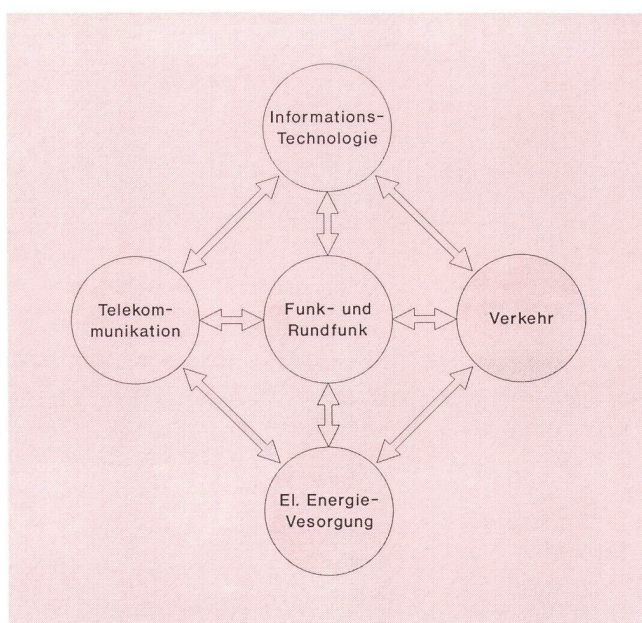 Informations-
Technologie
Telekom-
munikation
Funk- und
Rundfunk
Verkehr
El. Energie-
Vesorgung